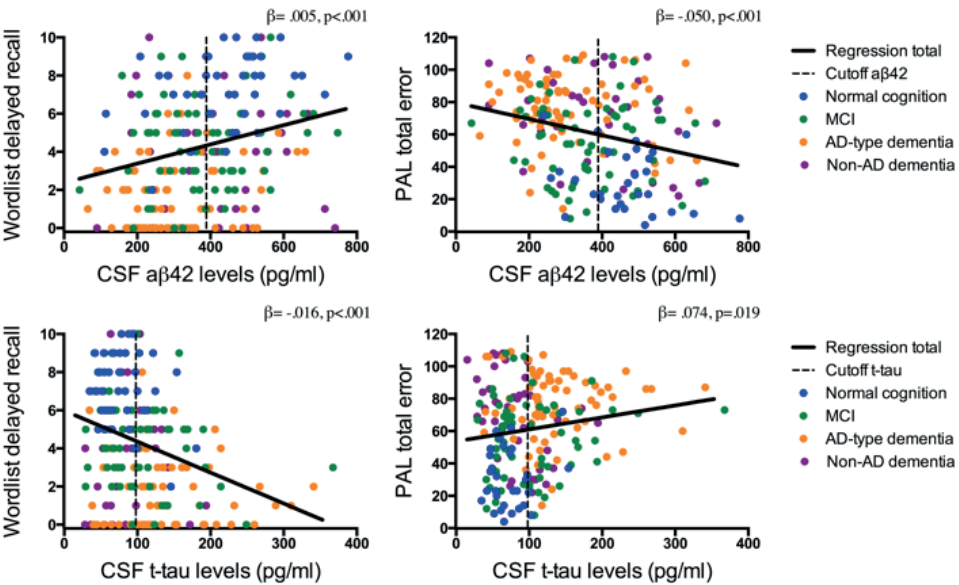 β= .005, p<.001
10
8
6
4
2
0
Wordlist delayed recall
0 200 400 600 800
CSF aβ42 levels (pg/ml)
β= -.050, p<.001
120
100
80
60
40
20
0
PAL total error
0 200 400 600 800
CSF aβ42 levels (pg/ml)
Regression total
Cutoff aβ42
Normal cognition
MCI
AD-type dementia
Non-AD dementia
β= -.016, p<.001
10
8
6
4
2
0
Wordlist delayed recall
0 100 200 300 400
CSF t-tau levels (pg/ml)
β= .074, p=.019
120
100
80
60
40
20
0
PAL total error
0 100 200 300 400
CSF t-tau levels (pg/ml)
Regression total
Cutoff t-tau
Normal cognition
MCI
AD-type dementia
Non-AD dementia